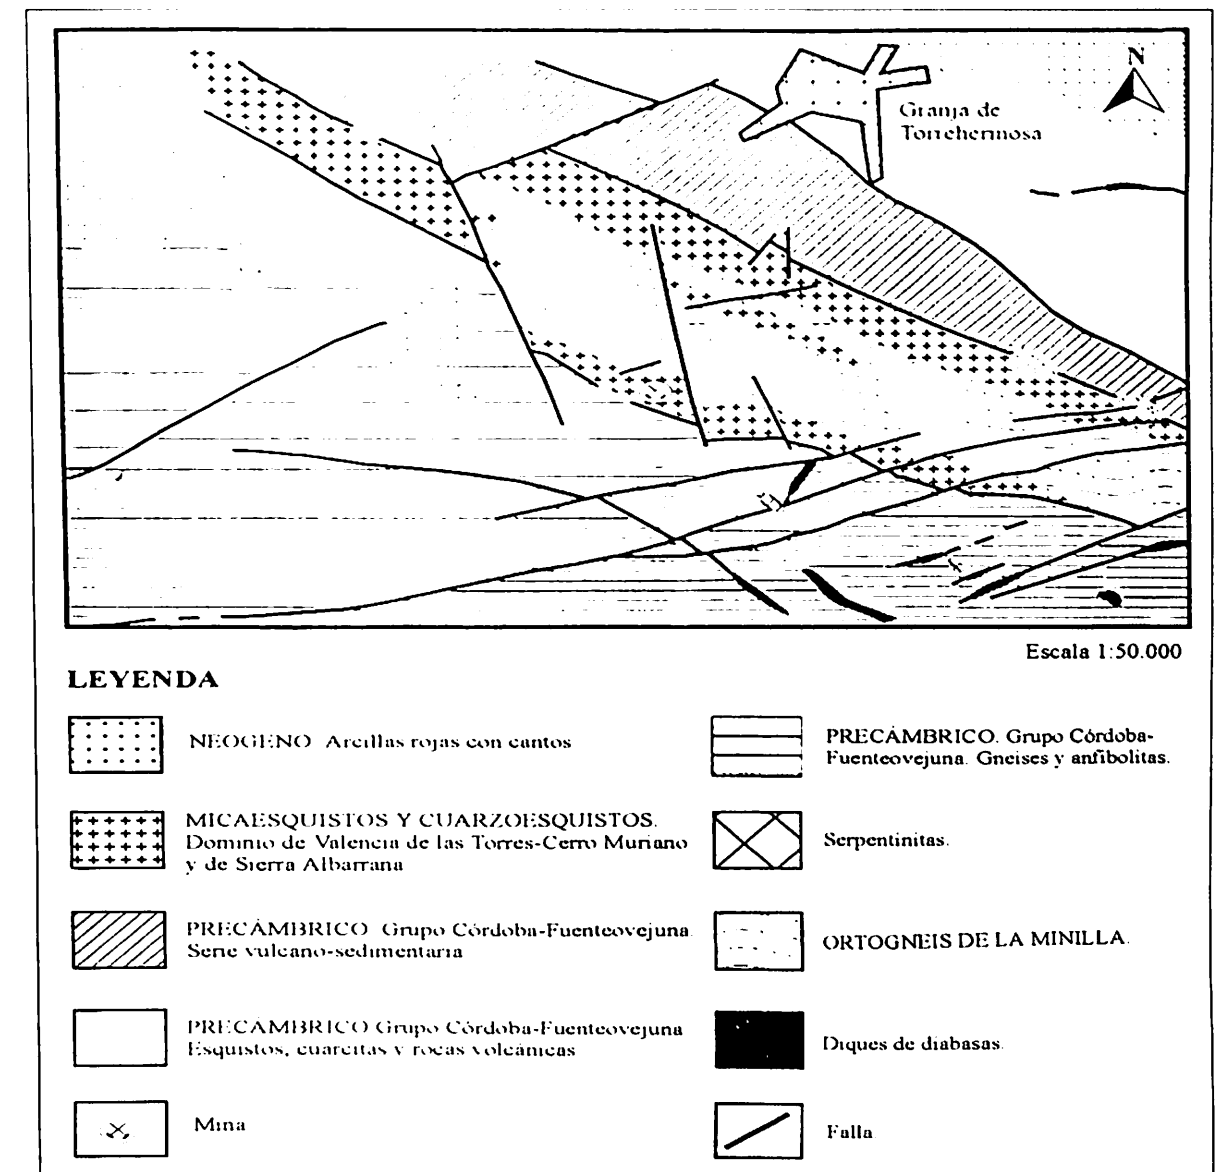 N
Granja de
Torrehermosa
Escala 1:50.000
LEYENDA
NEOGENO Arcillas rojas con cantos
MICAESQUISTOS Y CUARZOESQUISTOS.
Dominio de Valencia de las Torres-Cerro Muriano
y de Sierra Albarrana
PRECÁMBRICO Grupo Córdoba-Fuenteovejuna.
Serie vulcano-sedimentaria
PRECÁMBRICO Grupo Córdoba-Fuenteovejuna
Esquistos, cuarcitas y rocas volcánicas
Mina
PRECÁMBRICO. Grupo Córdoba-
Fuenteovejuna. Gneises y anfibolitas.
Serpentinitas.
ORTOGNEIS DE LA MINILLA.
Diques de diabasas.
Falla